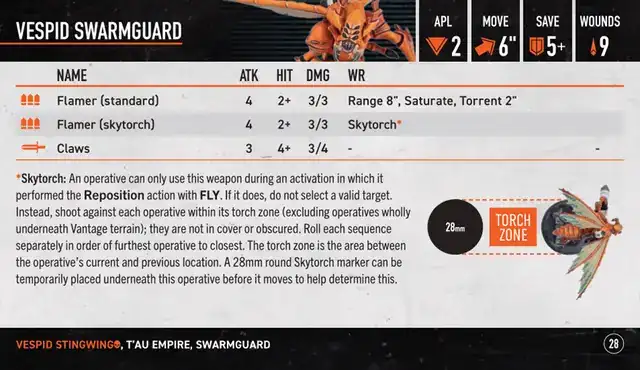 VESPID SWARMGUARD
APL
2
MOVE
6"
SAVE
5+
WOUNDS
9
NAME ATK HIT DMG WR
Flamer (standard) 4 2+ 3/3 Range 8", Saturate, Torrent 2"
Flamer (skytorch) 4 2+ 3/3 Skytorch*
Claws 3 4+ 3/4 - -
*Skytorch: An operative can only use this weapon during an activation in which it
performed the Reposition action with FLY. If it does, do not select a valid target.
Instead, shoot against each operative within its torch zone (excluding operatives wholly
underneath Vantage terrain); they are not in cover or obscured. Roll each sequence
separately in order of furthest operative to closest. The torch zone is the area between
the operative's current and previous location. A 28mm round Skytorch marker can be
temporarily placed underneath this operative before it moves to help determine this.
28mm
TORCH
ZONE
VESPID STINGWING, T'AU EMPIRE, SWARMGUARD
28